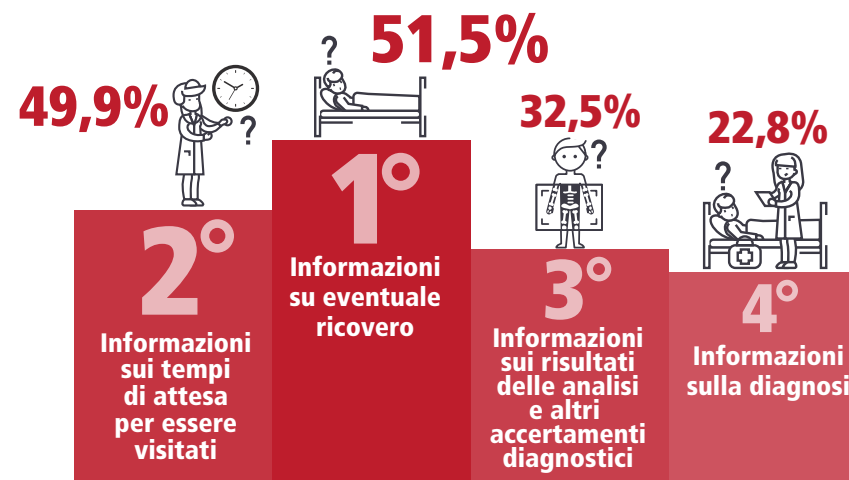 49,9%
2°
Informazioni
sui tempi
di attesa
per essere
visitati
?
51,5%
?
1°
Informazioni
su eventuale
ricovero
32,5%
?
3°
Informazioni
sui risultati
delle analisi
e altri
accertamenti
diagnostici
22,8%
?
4°
Informazioni
sulla diagnosi